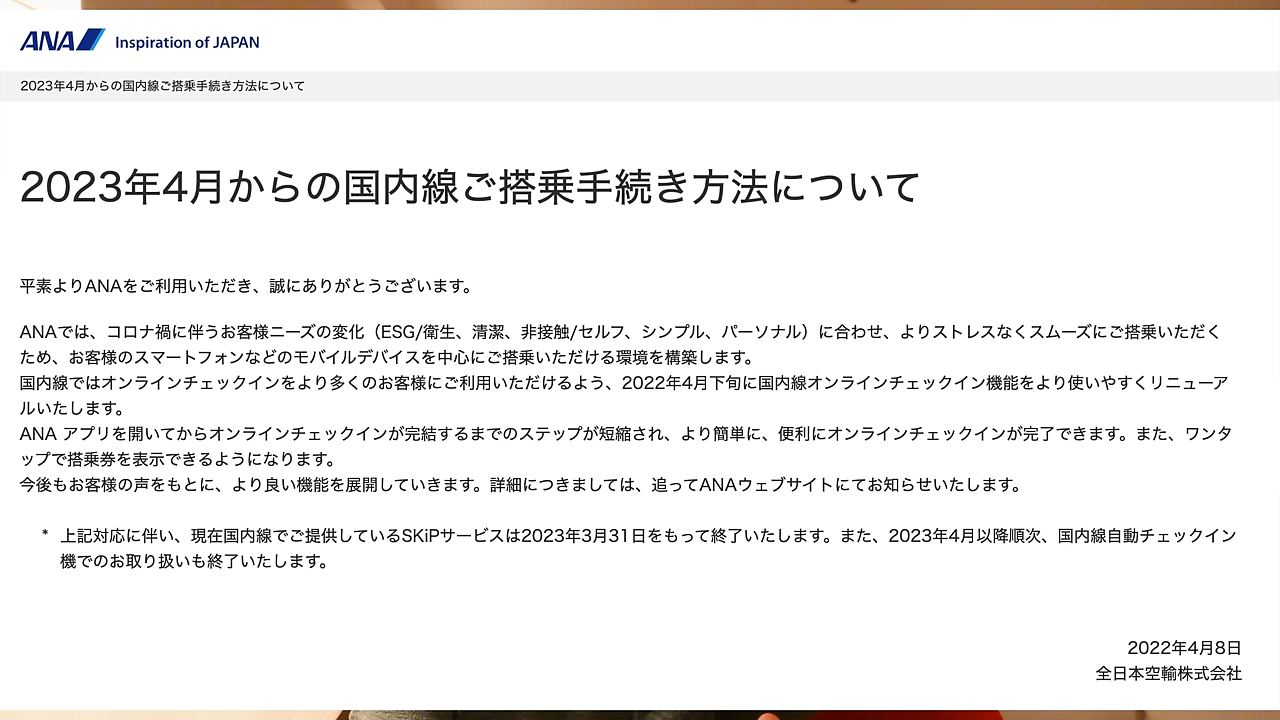 ANA Inspiration of JAPAN
2023年4月からの国内線ご搭乗手続き方法について
2023年4月からの国内線ご搭乗手続き方法について
平素よりANAをご利用いただき、誠にありがとうございます。
ANAでは、コロナ禍に伴うお客様ニーズの変化（ESG/衛生、清潔、非接触/セルフ、シンプル、パーソナル）に合わせ、よりストレスなくスムーズにご搭乗いただく
ため、お客様のスマートフォンなどのモバイルデバイスを中心にご搭乗いただける環境を構築します。
国内線ではオンラインチェックインをより多くのお客様にご利用いただけるよう、2022年4月下旬に国内線オンラインチェックイン機能をより使いやすくリニューア
ルいたします。
ANA アプリを開いてからオンラインチェックインが完結するまでのステップが短縮され、より簡単に、便利にオンラインチェックインが完了できます。また、ワンタ
ップで搭乗券を表示できるようになります。
今後もお客様の声をもとに、より良い機能を展開していきます。詳細につきましては、追ってANAウェブサイトにてお知らせいたします。
* 上記対応に伴い、現在国内線でご提供しているSKiPサービスは2023年3月31日をもって終了いたします。また、2023年4月以降順次、国内線自動チェックイン
機でのお取り扱いも終了いたします。
2022年4月8日
全日本空輸株式会社